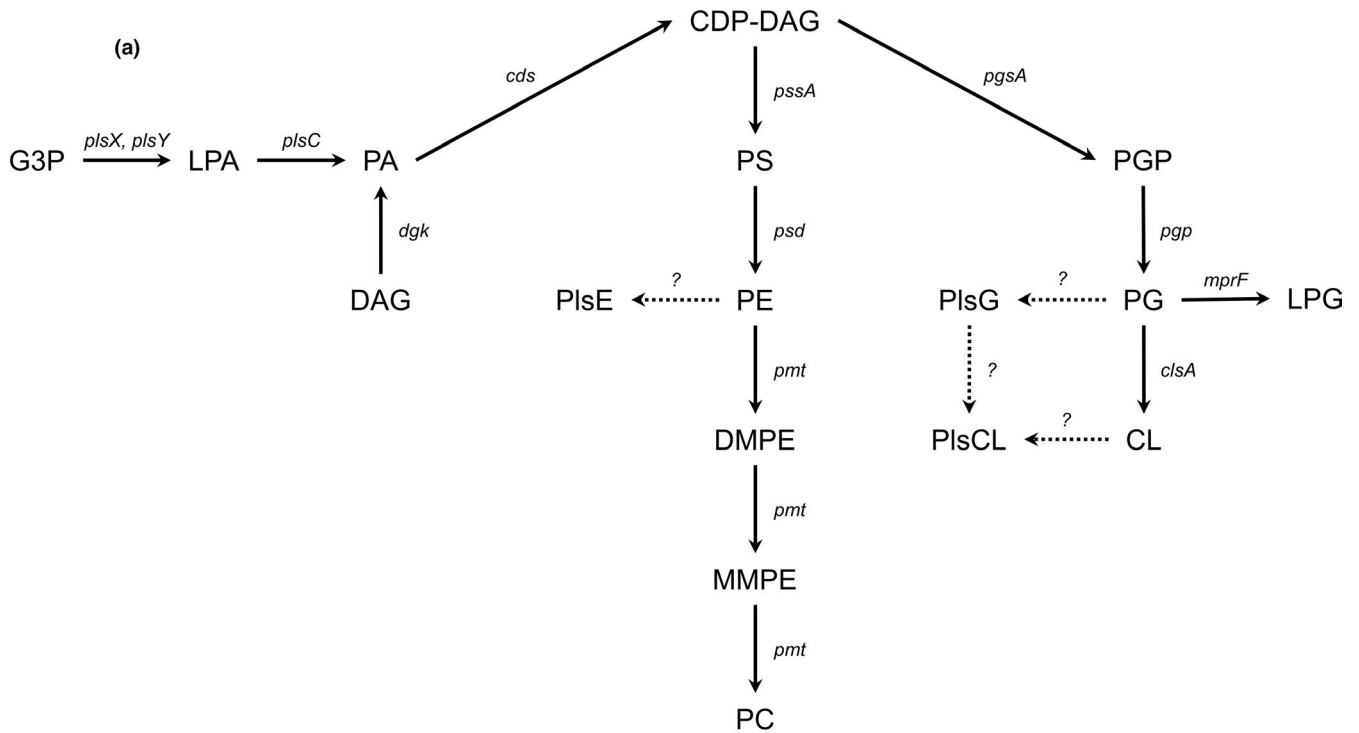 CDP-DAG
(a)
cds
pssA
pgsA
plsX, plsY
plsC
G3P
LPA
PA
PS
PGP
dgk
psd
pgp
DAG
PlsE
?
PE
PlsG
?
PG
mprF
LPG
pmt
?
clsA
DMPE
PlsCL
?
CL
pmt
MMPE
pmt
PC